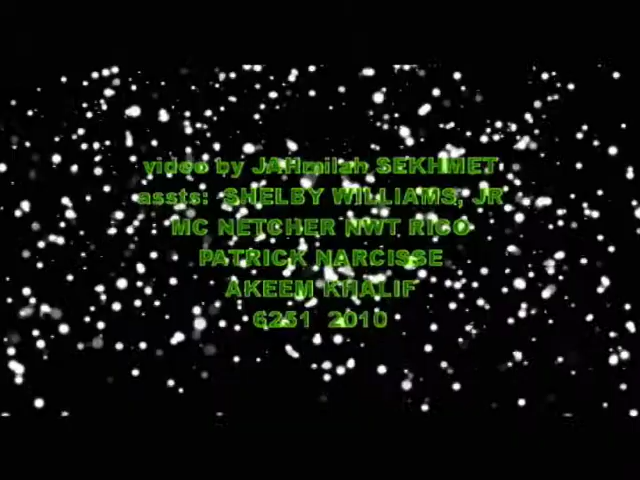 video by JAHmilah SEKHMET
assts: SHELBY WILLIAMS, JR
MC NETCHER NWT RICO
PATRICK NARCISSE
AKEEM KHALIF
6251 2010